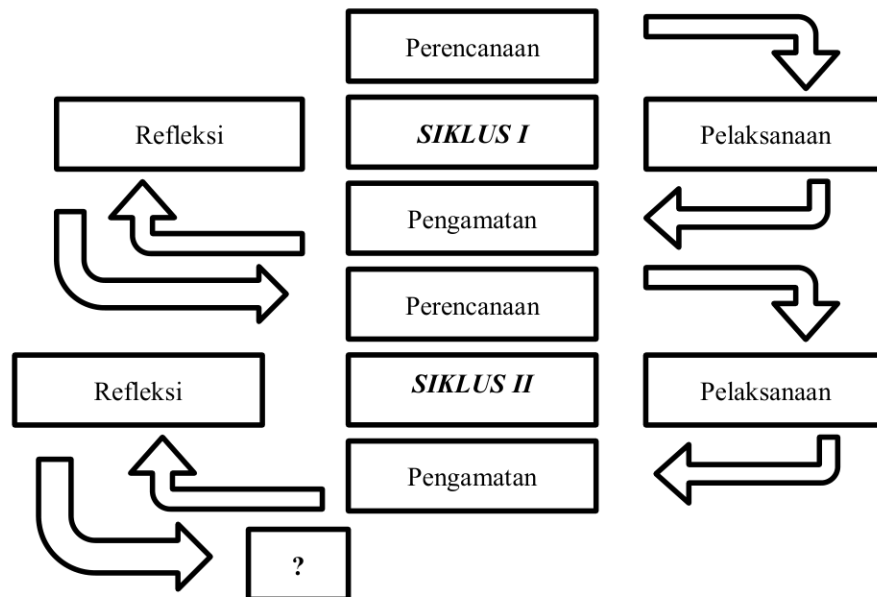 Perencanaan
Refleksi
SIKLUS I
Pelaksanaan
Pengamatan
Perencanaan
Refleksi
SIKLUS II
Pelaksanaan
Pengamatan
?